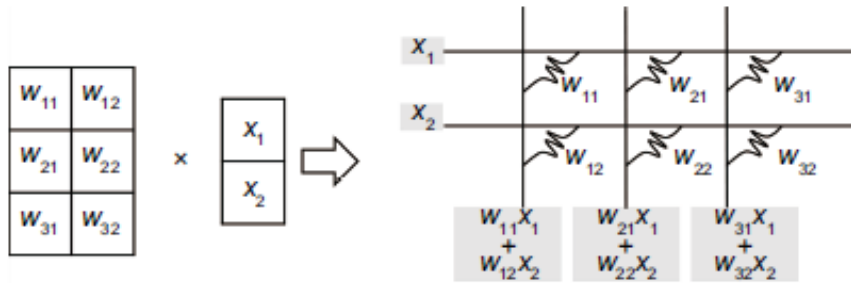 W₁₁ W₁₂
W₂₁ W₂₂
W₃₁ W₃₂
×
X₁
X₂
X₁
W₁₁ W₂₁ W₃₁
X₂
W₁₂ W₂₂ W₃₂
W₁₁X₁ W₂₁X₁ W₃₁X₁
+ + +
W₁₂X₂ W₂₂X₂ W₃₂X₂